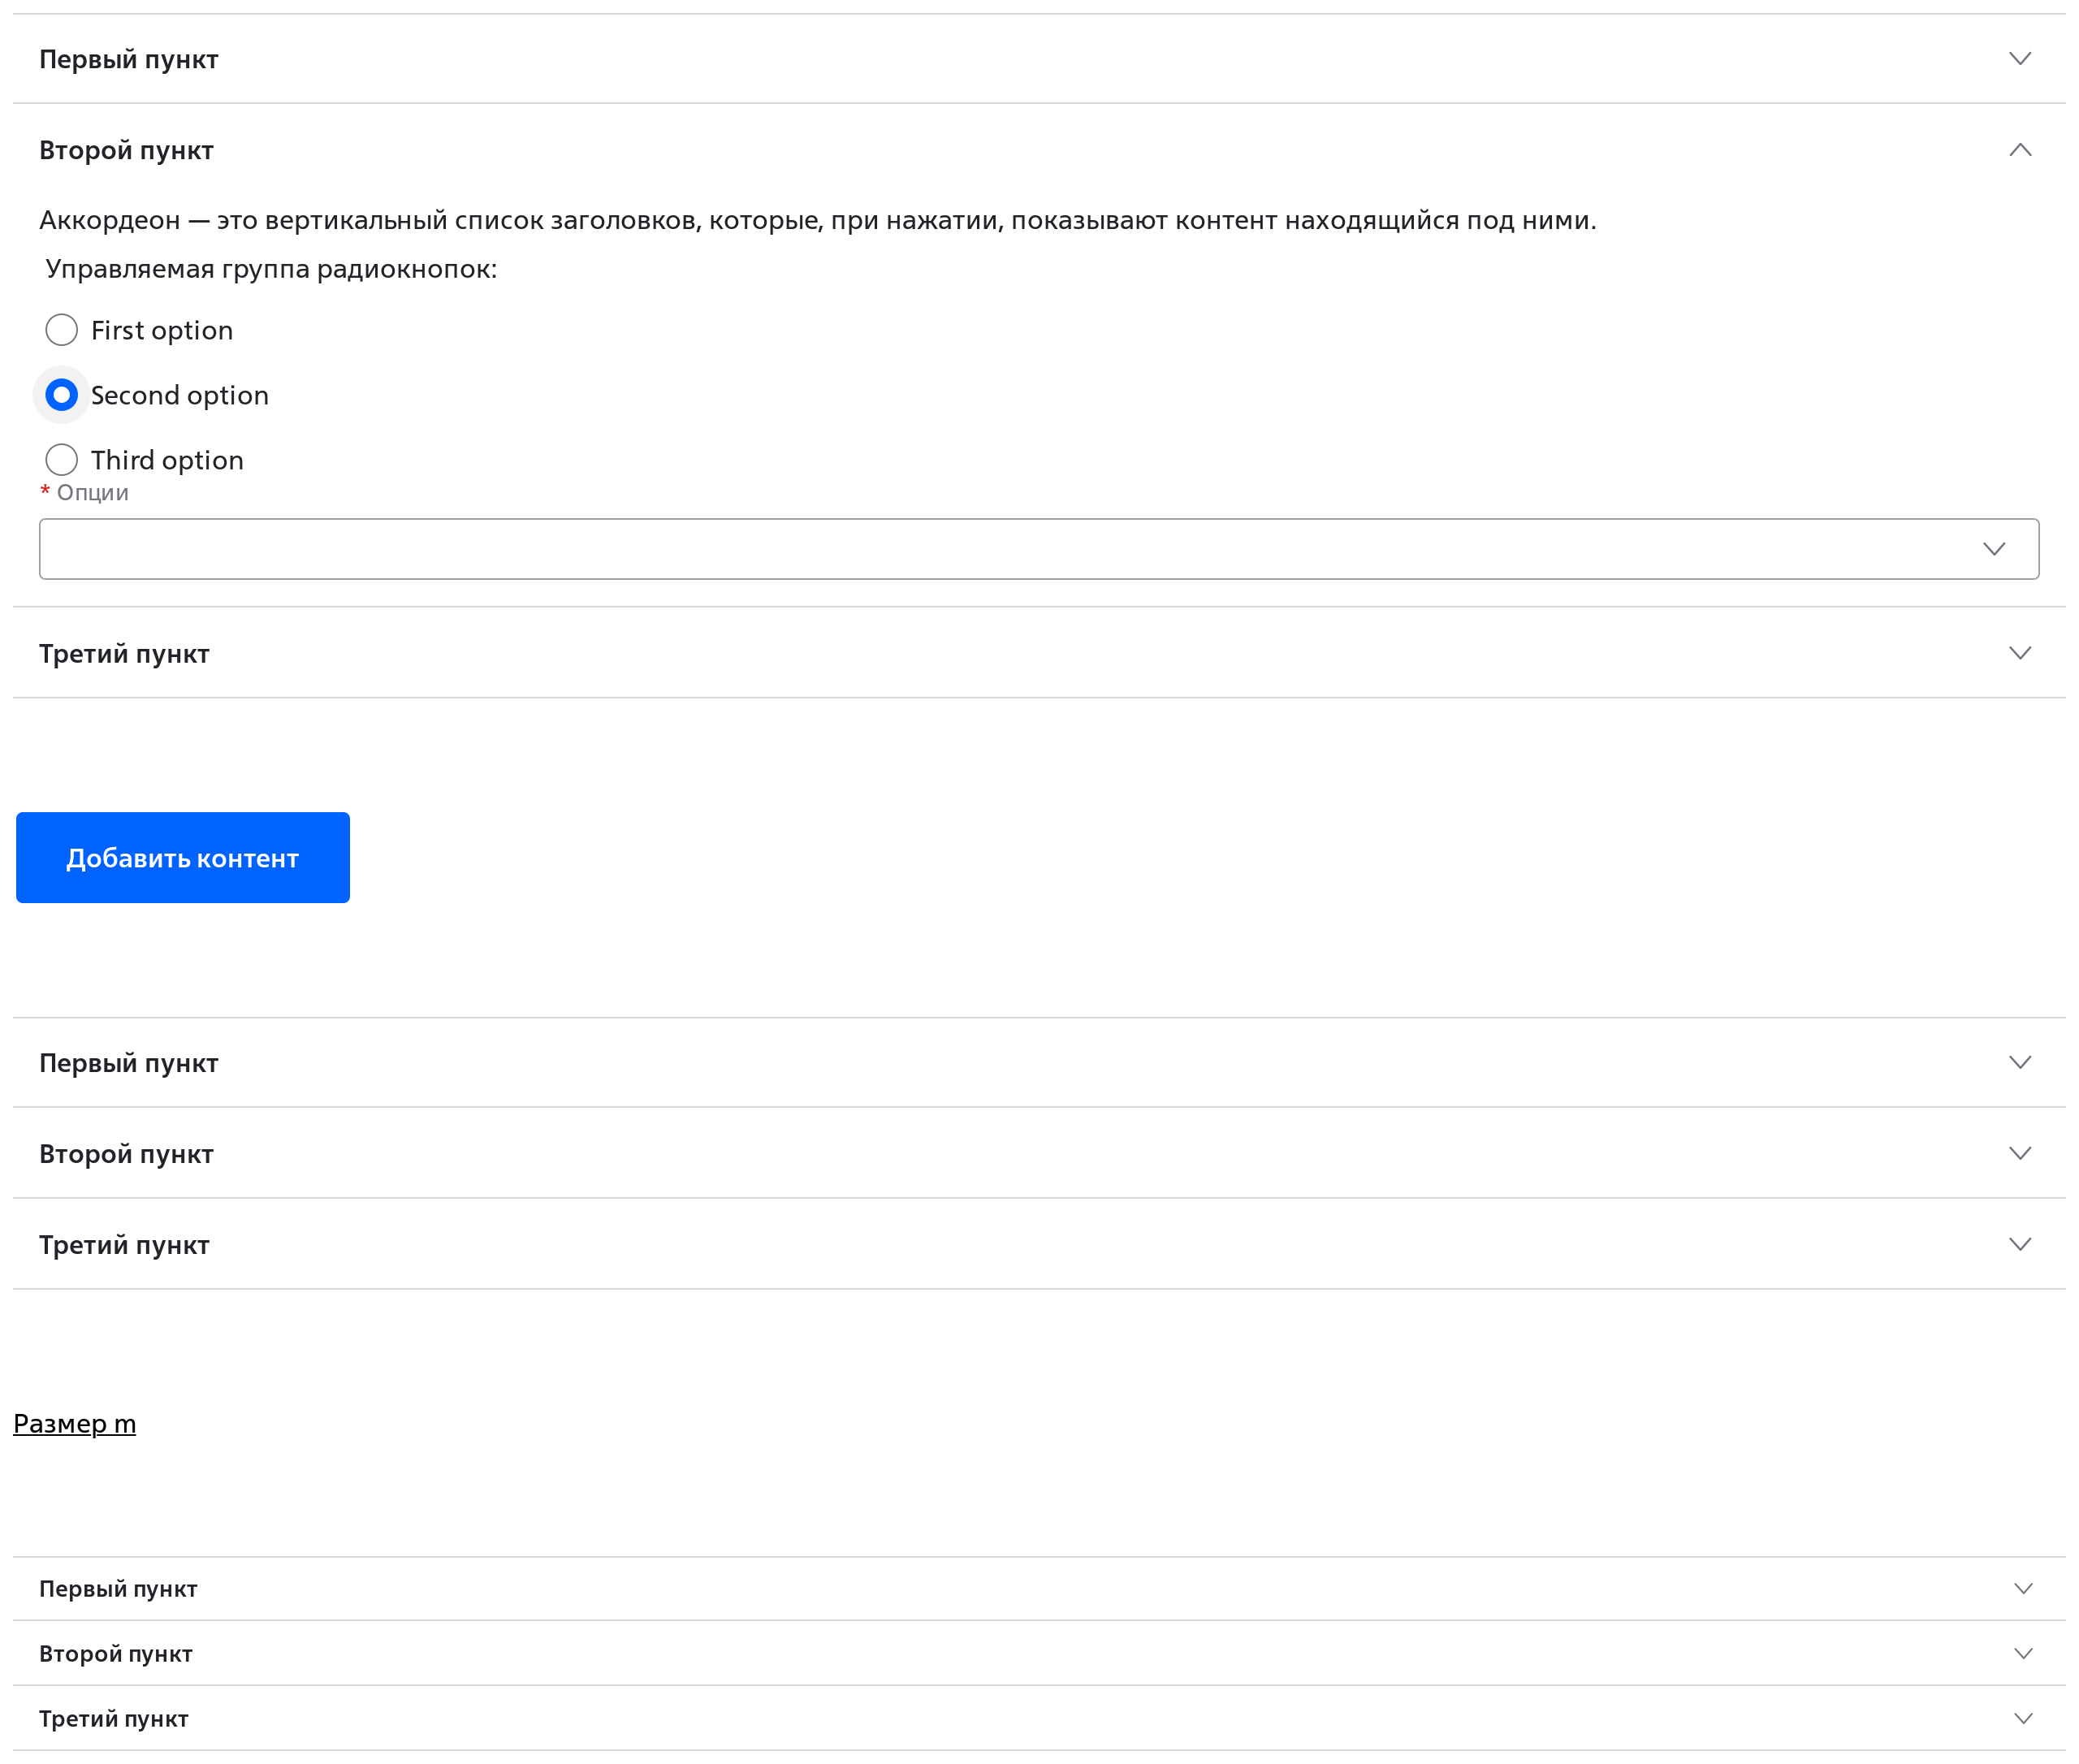 Первый пункт
Второй пункт
Аккордеон — это вертикальный список заголовков, которые, при нажатии, показывают контент находящийся под ними.
Управляемая группа радиокнопок:
First option
Second option
Third option
* Опции
Третий пункт
Добавить контент
Первый пункт
Второй пункт
Третий пункт
Размер m
Первый пункт
Второй пункт
Третий пункт